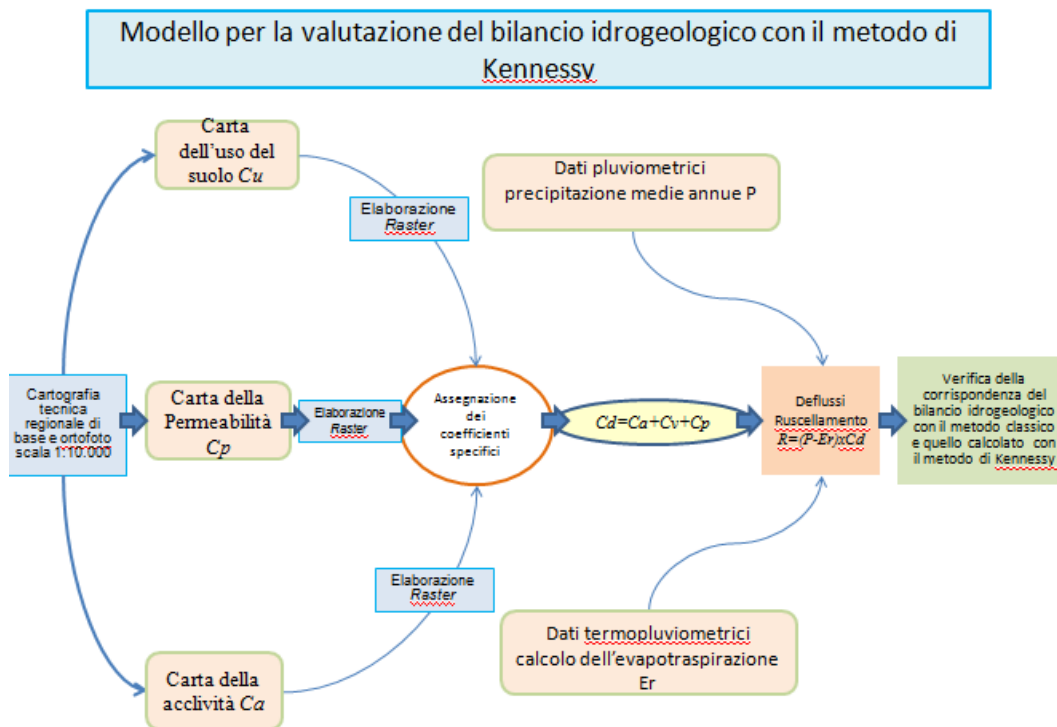 Modello per la valutazione del bilancio idrogeologico con il metodo di
Kennessy
Carta
dell'uso del
suolo Cu
Elaborazione
Raster
Dati pluviometrici
precipitazione medie annue P
Cartografia
tecnica
regionale di
base e ortofoto
scala 1:10.000
Carta della
Permeabilità
Cp
Elaborazione
Raster
Assegnazione
dei
coefficienti
specifici
Cd=Ca+Cv+Cp
Deflussi
Ruscellamento
R=(P-Er)xCd
Verifica della
corrispondenza del
bilancio idrogeologico
con il metodo classico
e quello calcolato con
il metodo di Kennessy
Elaborazione
Raster
Carta della
acclività Ca
Dati termopluviometrici
calcolo dell'evapotraspirazione
Er